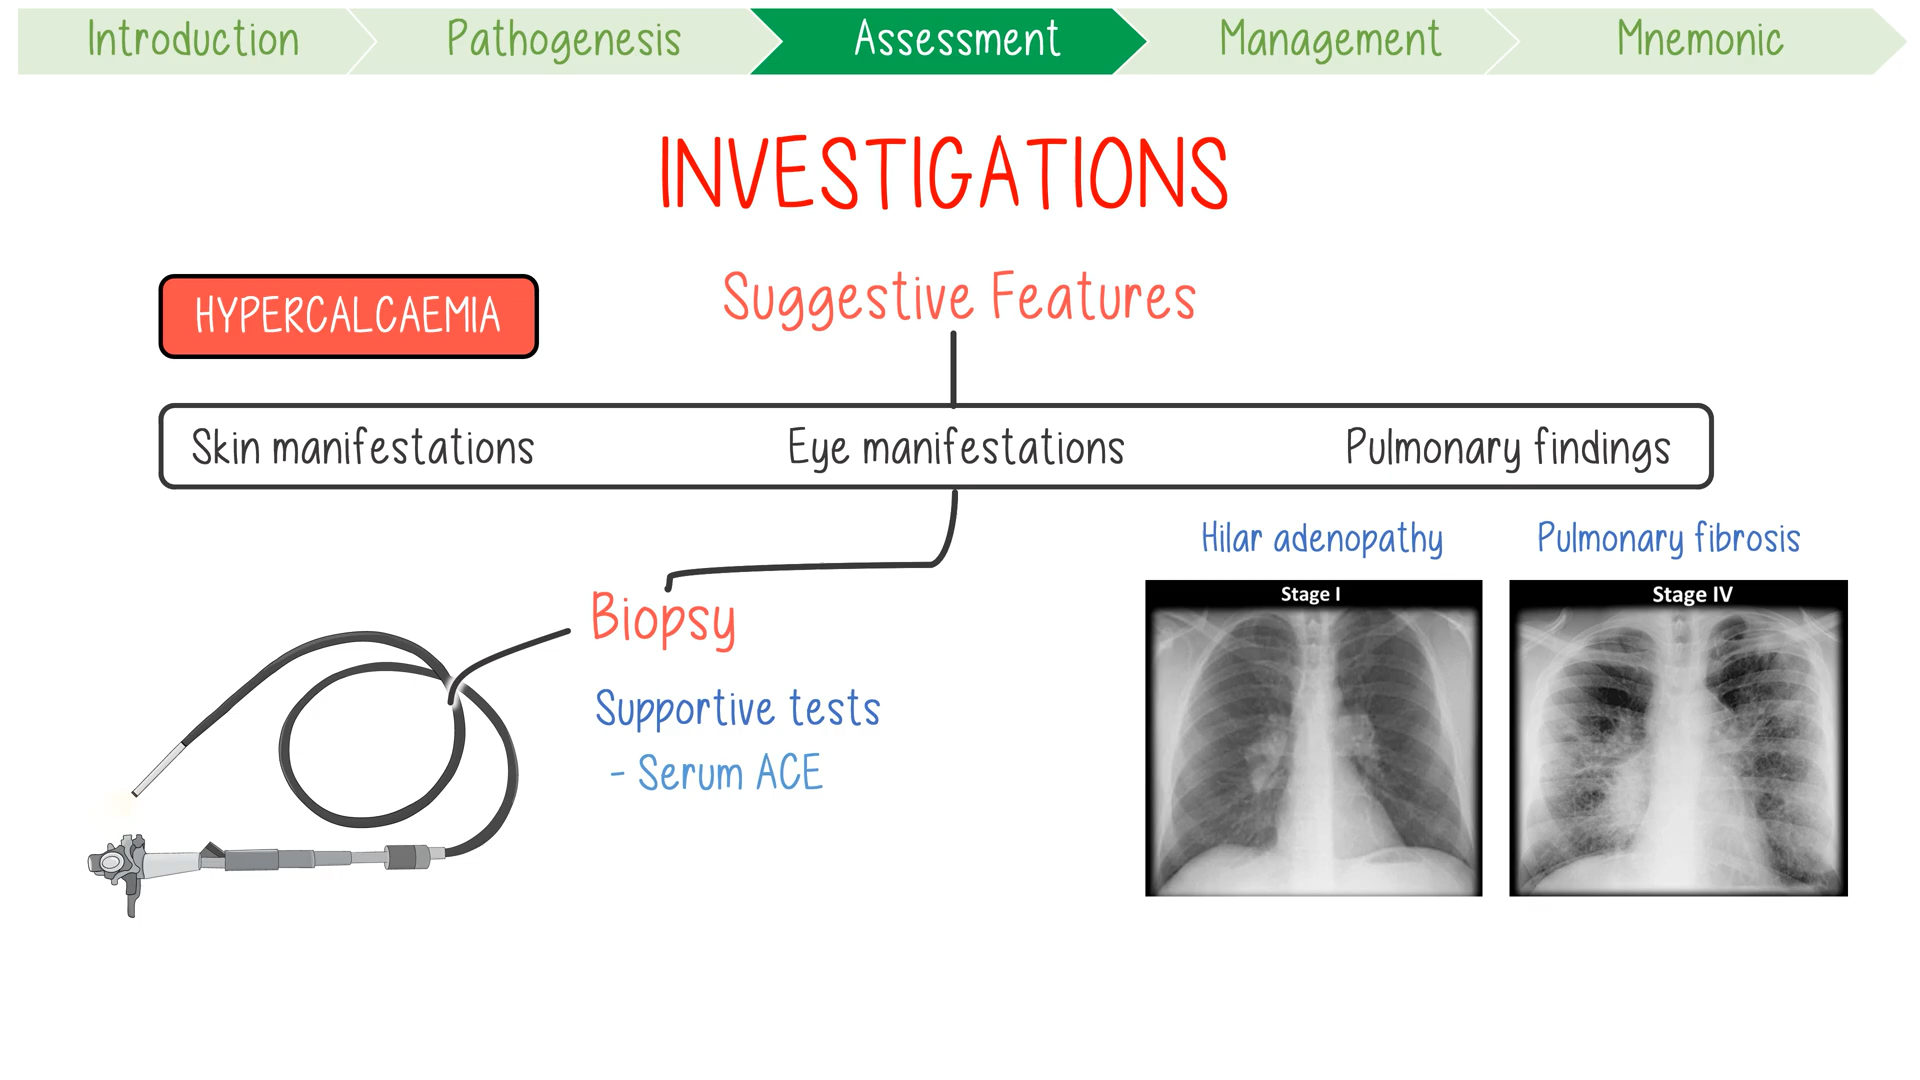 Introduction
Pathogenesis
Assessment
Management
Mnemonic
INVESTIGATIONS
HYPERCALCAEMIA
Suggestive Features
Skin manifestations
Eye manifestations
Pulmonary findings
Hilar adenopathy
Pulmonary fibrosis
Stage I
Stage IV
Biopsy
Supportive tests
- Serum ACE